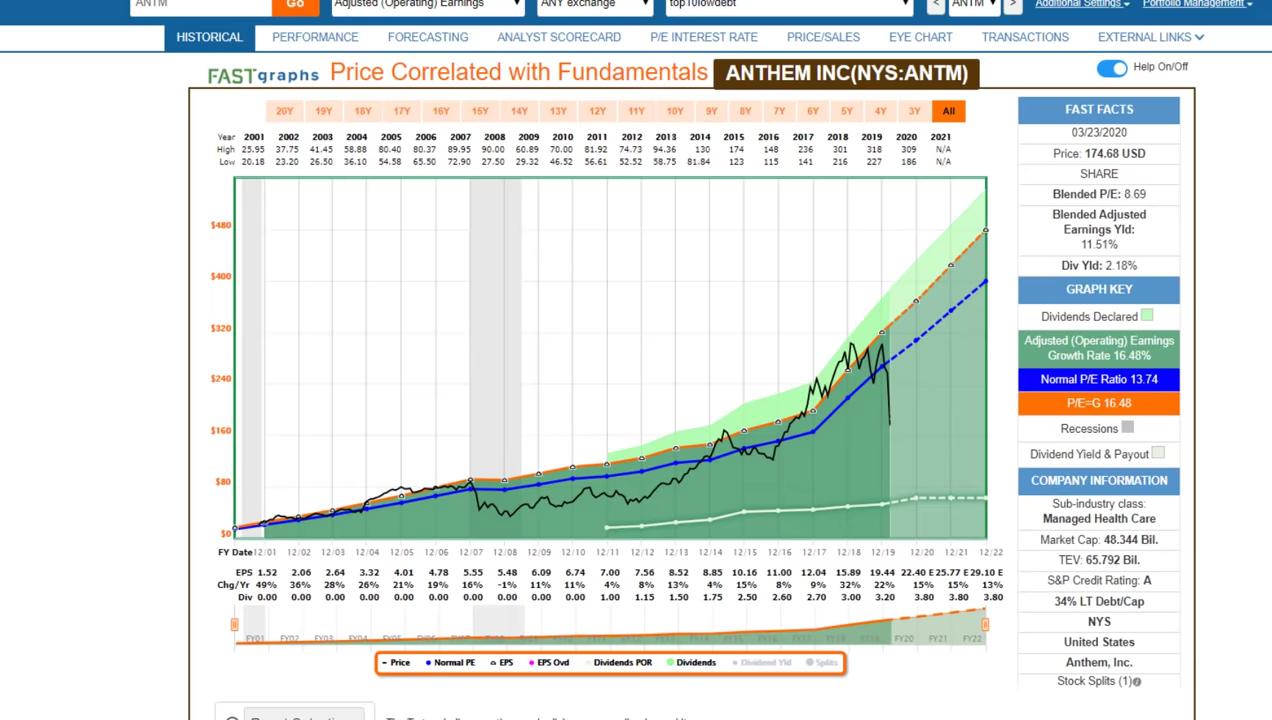 ANTM
Go
Adjusted (Operating) Earnings
ANY exchange
top10lowdebt
< ANTM >
Additional Settings
Portfolio Management
HISTORICAL PERFORMANCE FORECASTING ANALYST SCORECARD P/E INTEREST RATE PRICE/SALES EYE CHART TRANSACTIONS EXTERNAL LINKS
FASTgraphs Price Correlated with Fundamentals ANTHEM INC(NYS:ANTM)
Help On/Off
20Y 19Y 18Y 17Y 16Y 15Y 14Y 13Y 12Y 11Y 10Y 9Y 8Y 7Y 6Y 5Y 4Y 3Y All
Year 2001 2002 2003 2004 2005 2006 2007 2008 2009 2010 2011 2012 2013 2014 2015 2016 2017 2018 2019 2020 2021
High 25.95 37.75 41.45 58.88 80.40 80.37 89.95 90.00 60.89 70.00 81.92 74.73 94.36 130 174 148 236 301 318 309 N/A
Low 20.18 23.20 26.50 36.10 54.58 65.50 72.90 27.50 29.32 46.52 56.61 52.52 58.75 81.84 123 115 141 216 227 186 N/A
$480
$400
$320
$240
$160
$80
$0
FY Date 12/01 12/02 12/03 12/04 12/05 12/06 12/07 12/08 12/09 12/10 12/11 12/12 12/13 12/14 12/15 12/16 12/17 12/18 12/19 12/20 12/21 12/22
EPS 1.52 2.06 2.64 3.32 4.01 4.78 5.55 5.48 6.09 6.74 7.00 7.56 8.52 8.85 10.16 11.00 12.04 15.89 19.44 22.40 E 25.77 E 29.10 E
Chg/Yr 49% 36% 28% 26% 21% 19% 16% -1% 11% 11% 4% 8% 13% 4% 15% 8% 9% 32% 22% 15% 15% 13%
Div 0.00 0.00 0.00 0.00 0.00 0.00 0.00 0.00 0.00 0.00 1.00 1.15 1.50 1.75 2.50 2.60 2.70 3.00 3.20 3.80 3.80 3.80
FY01 FY02 FY03 FY04 FY05 FY06 FY07 FY09 FY10 FY11 FY12 FY13 FY14 FY15 FY16 FY17 FY18 FY19 FY20 FY21 FY22
Price Normal PE EPS EPS Ovd Dividends POR Dividends Dividend Yld Splits
FAST FACTS
03/23/2020
Price: 174.68 USD
SHARE
Blended P/E: 8.69
Blended Adjusted
Earnings Yld:
11.51%
Div Yld: 2.18%
GRAPH KEY
Dividends Declared
Adjusted (Operating) Earnings
Growth Rate 16.48%
Normal P/E Ratio 13.74
P/E=G 16.48
Recessions
Dividend Yield & Payout
COMPANY INFORMATION
Sub-industry class:
Managed Health Care
Market Cap: 48.344 Bil.
TEV: 65.792 Bil.
S&P Credit Rating: A
34% LT Debt/Cap
NYS
United States
Anthem, Inc.
Stock Splits (1)